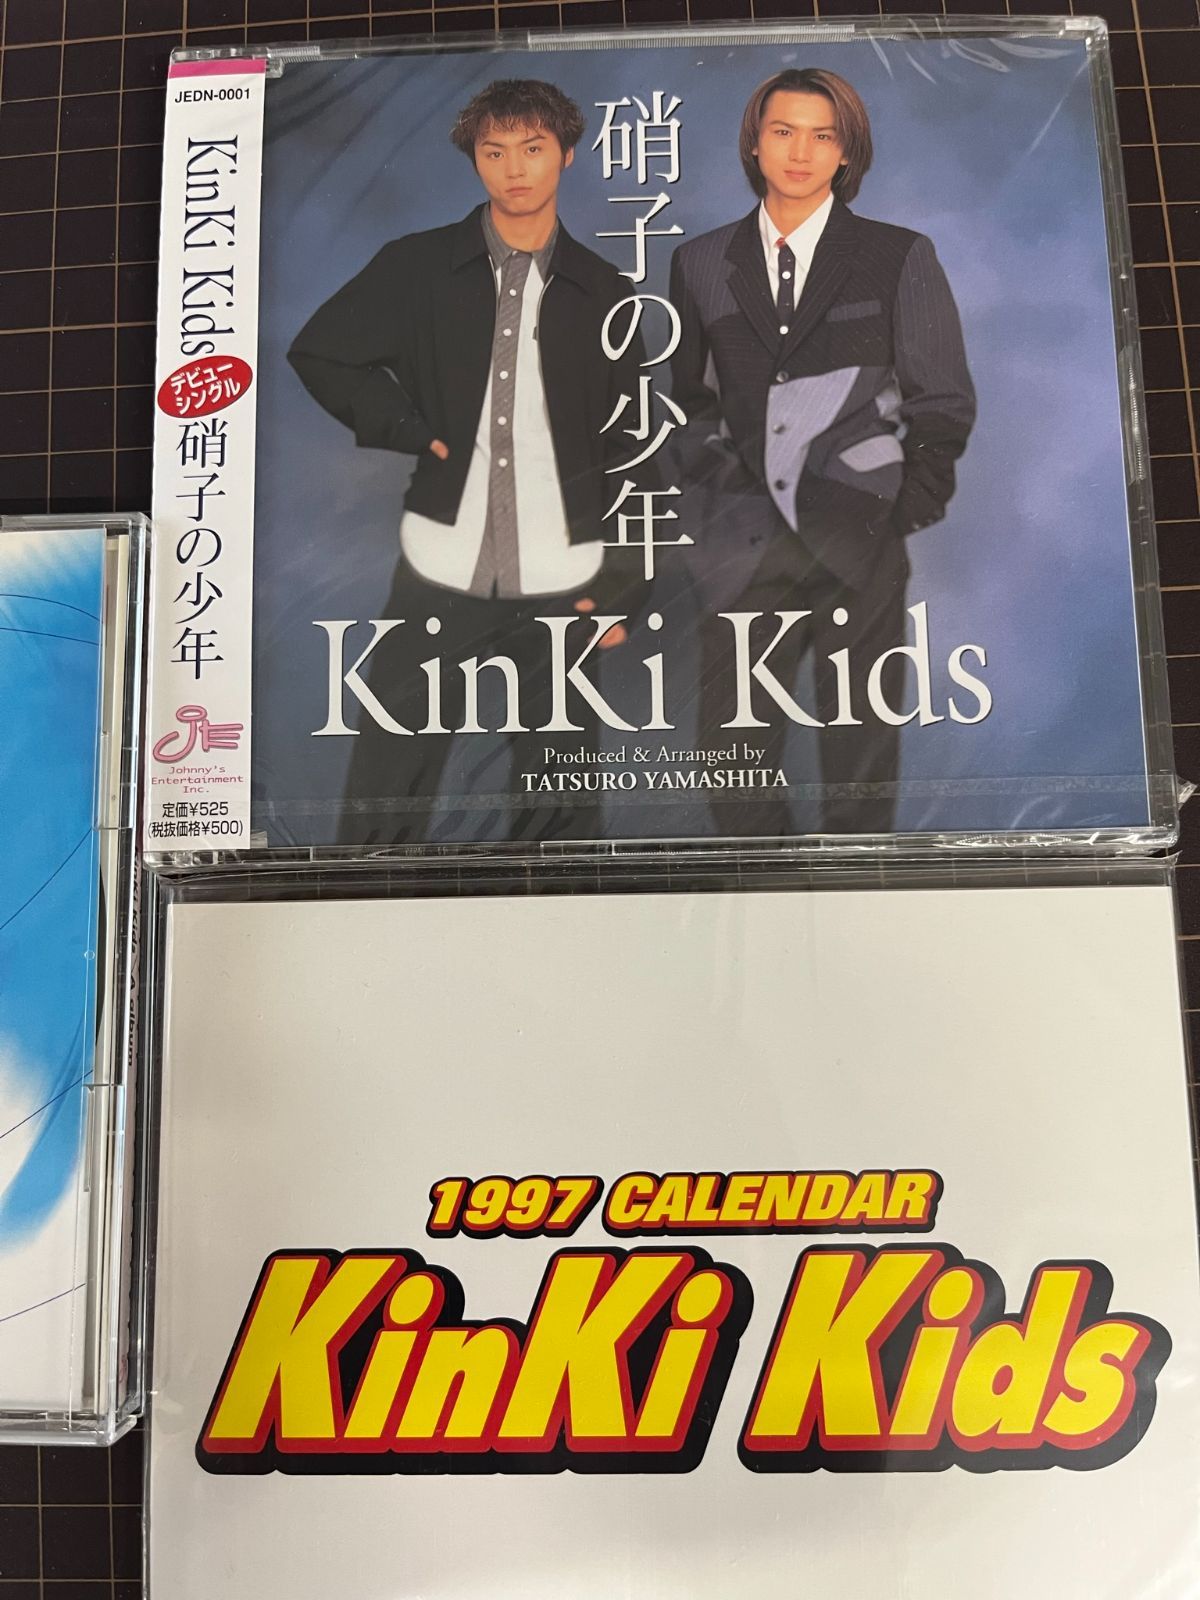 JEDN-0001
KinKi Kids
デビュー
シングル
硝子の少年
Johnny's
Entertainment
Inc.
定価¥525
(税抜価格¥500)
硝子の少年
KinKi Kids
Produced & Arranged by
TATSURO YAMASHITA
1997 CALENDAR
KinKi Kids